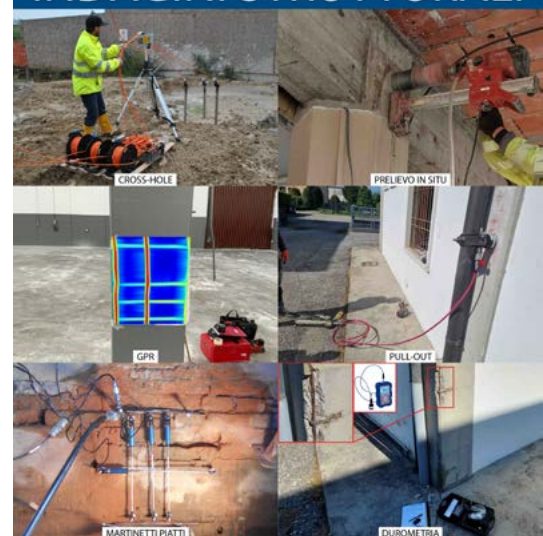 CROSS-HOLE
PRELIEVO IN SITU
GPR
PULL-OUT
MARTINETTI PIATTI
DUROMETRIA